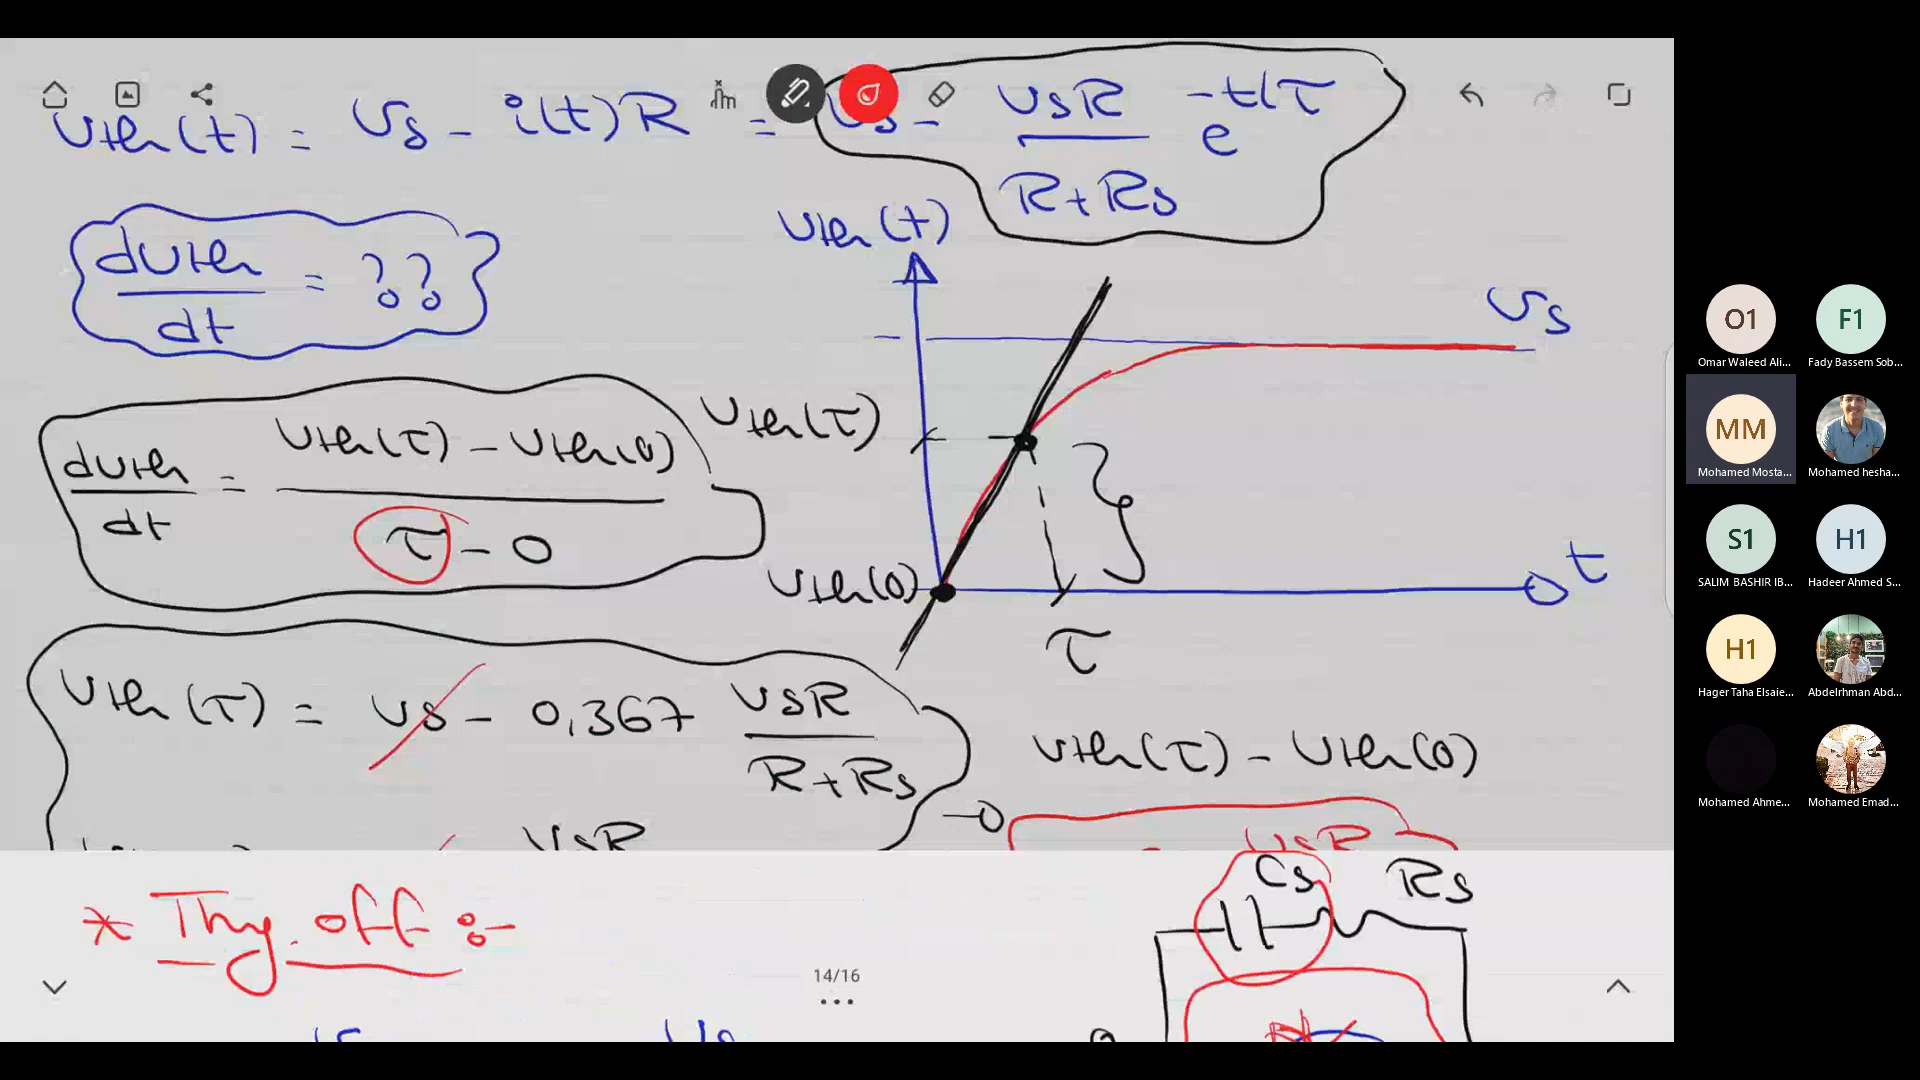 Vth(t) = Vs - i(t)R = Vs - VsR / R+Rs e^-t/τ
dVth / dt = ??
Vth(t)
Vs
dVth / dt = Vth(τ) - Vth(0) / τ - 0
Vth(τ)
Vth(0)
t
τ
Vth(τ) = Vs - 0,367 VsR / R+Rs
Vth(τ) - Vth(0)
VsR
VsR
* Thy. off :-
Cs Rs
14/16
O1
Omar Waleed Ali...
F1
Fady Bassem Sob...
MM
Mohamed Mosta...
Mohamed hesha...
S1
SALIM BASHIR IB...
H1
Hadeer Ahmed S...
H1
Hager Taha Elsaie...
Abdelrhman Abd...
Mohamed Ahme...
Mohamed Emad...